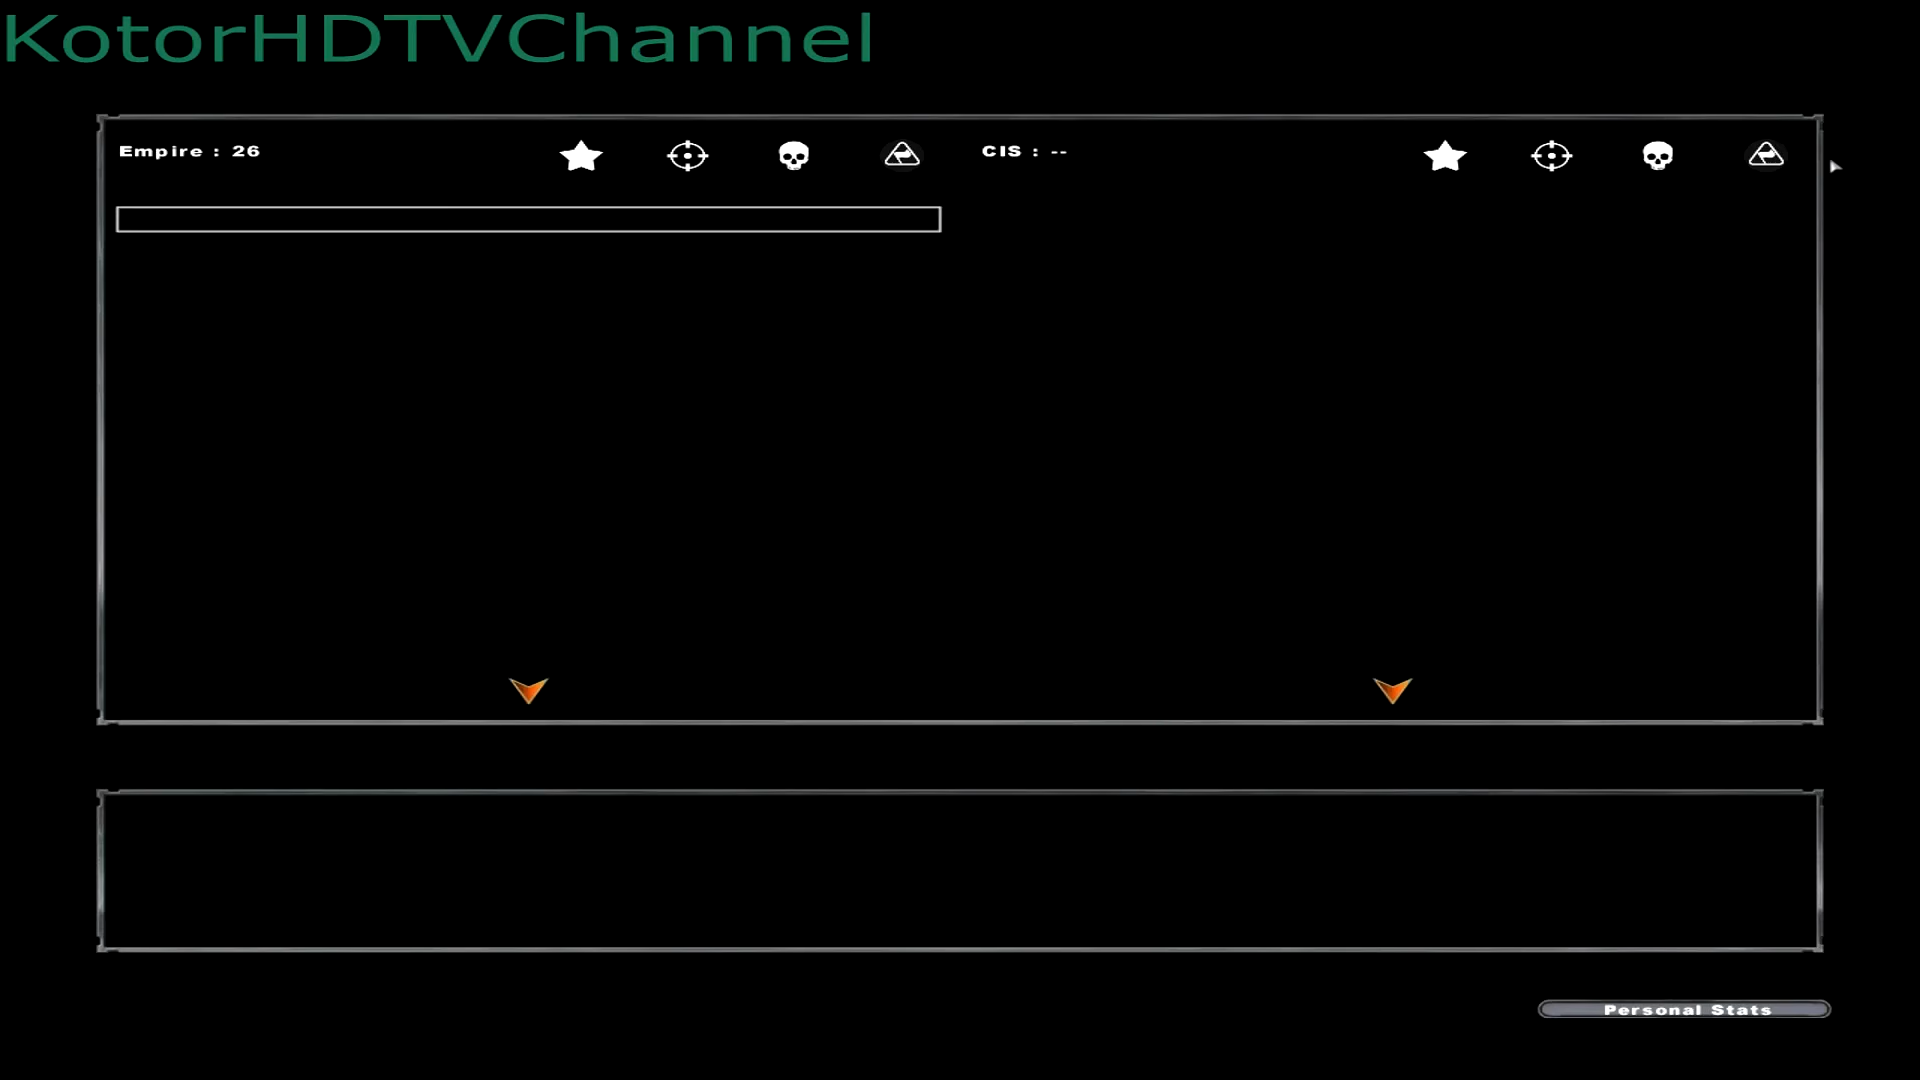 KotorHDTVChannel
Empire : 26
CIS : --
Personal Stats